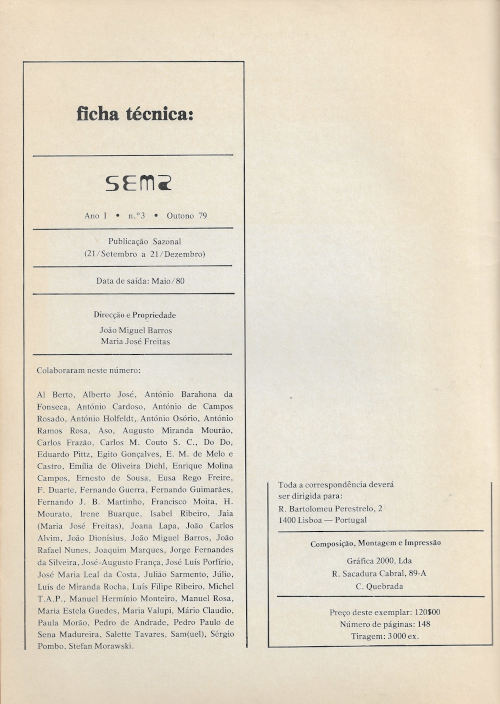 ficha técnica:
SEMA
Ano 1 • n.º 3 • Outono 79
Publicação Sazonal
(21/Setembro a 21/Dezembro)
Data de saída: Maio/80
Direcção e Propriedade
João Miguel Barros
Maria José Freitas
Colaboraram neste número:
Al Berto, Alberto José, António Barahona da
Fonseca, António Cardoso, António de Campos
Rosado, António Holfeldt, António Osório, António
Ramos Rosa, Aso, Augusto Miranda Mourão,
Carlos Frazão, Carlos M. Couto S. C., Do Do,
Eduardo Pittz, Egito Gonçalves, E. M. de Melo e
Castro, Emília de Oliveira Diehl, Enrique Molina
Campos, Ernesto de Sousa, Eusa Rego Freire,
F. Duarte, Fernando Guerra, Fernando Guimarães,
Fernando J. B. Martinho, Francisco Moita, H.
Mourato, Irene Buarque, Isabel Ribeiro, Jaia
(Maria José Freitas), Joana Lapa, João Carlos
Alvim, João Dionísius, João Miguel Barros, João
Rafael Nunes, Joaquim Marques, Jorge Fernandes
da Silveira, José-Augusto França, José Luís Porfírio,
José Maria Leal da Costa, Julião Sarmento, Júlio,
Luís de Miranda Rocha, Luís Filipe Ribeiro, Michel
T.A.P., Manuel Hermínio Monteiro, Manuel Rosa,
Maria Estela Guedes, Maria Valupi, Mário Claudio,
Paula Morão, Pedro de Andrade, Pedro Paulo de
Sena Madureira, Salette Tavares, Sam(uel), Sérgio
Pombo, Stefan Morawski.
Toda a correspondência deverá
ser dirigida para:
R. Bartolomeu Perestrelo, 2
1400 Lisboa — Portugal
Composição, Montagem e Impressão
Gráfica 2000, Lda
R. Sacadura Cabral, 89-A
C. Quebrada
Preço deste exemplar: 120$00
Número de páginas: 148
Tiragem: 3 000 ex.